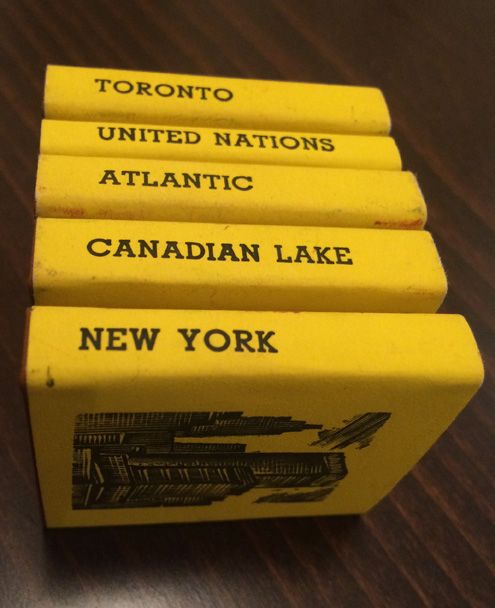 TORONTO
UNITED NATIONS
ATLANTIC
CANADIAN LAKE
NEW YORK